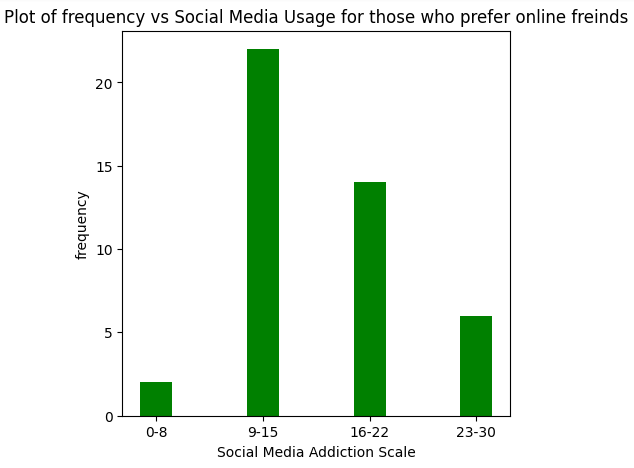 Plot of frequency vs Social Media Usage for those who prefer online freinds
20
15
10
5
0
frequency
0-8 9-15 16-22 23-30
Social Media Addiction Scale